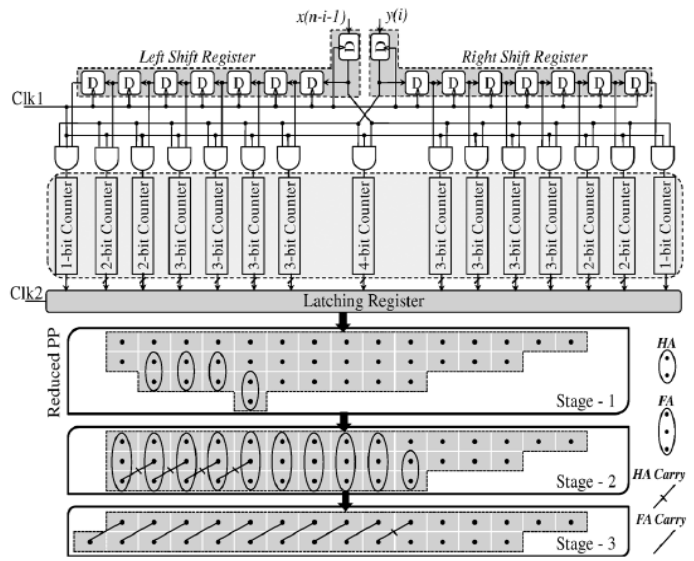 x(n-i-1)
y(i)
Left Shift Register
Right Shift Register
D
D
D D D D D D D
D D D D D D D
Clk1
1-bit Counter
2-bit Counter
2-bit Counter
3-bit Counter
3-bit Counter
3-bit Counter
3-bit Counter
4-bit Counter
3-bit Counter
3-bit Counter
3-bit Counter
3-bit Counter
2-bit Counter
2-bit Counter
1-bit Counter
Clk2
Latching Register
Reduced PP
Stage - 1
HA
FA
Stage - 2
HA Carry
FA Carry
Stage - 3